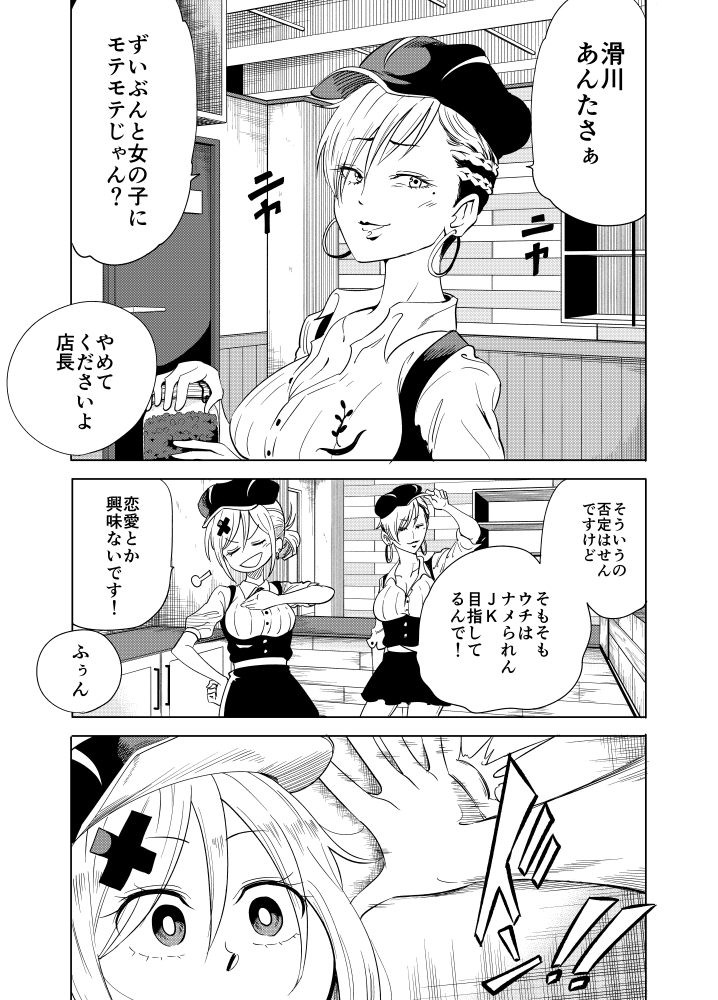 滑川
あんたさぁ
ずいぶんと女の子に
モテモテじゃん？
ニヤ
ニヤ
やめて
くださいよ
店長
そういうの
否定はせん
ですけど
そもそも
ウチは
ナメられん
JK
目指して
るんで！
恋愛とか
興味ないです！
ふぅん
ドン!!